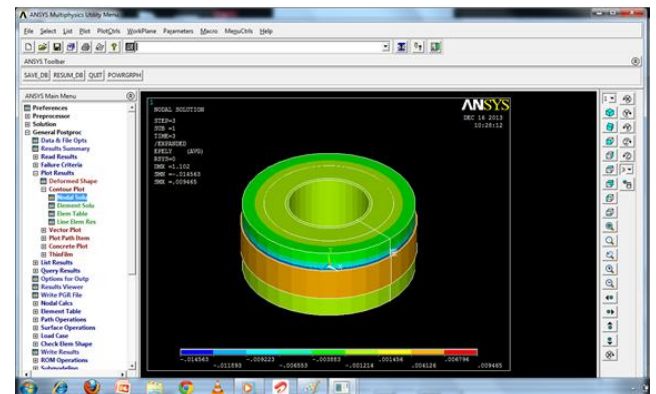 ANSYS Multiphysics Utility Menu
File Select List Plot PlotCtrls WorkPlane Parameters Macro MenuCtrls Help
ANSYS Toolbar
SAVE_DB RESUM_DB QUIT POWRGRPH
ANSYS Main Menu
Preferences
Preprocessor
Solution
General Postproc
Data & File Opts
Results Summary
Read Results
Failure Criteria
Plot Results
Deformed Shape
Contour Plot
Nodal Solu
Element Solu
Elem Table
Line Elem Res
Vector Plot
Plot Path Item
Concrete Plot
ThinFilm
List Results
Query Results
Options for Outp
Results Viewer
Write PGR File
Nodal Calcs
Element Table
Path Operations
Surface Operations
Load Case
Check Elem Shape
Write Results
ROM Operations
Submodeling
1
NODAL SOLUTION
STEP=3
SUB =1
TIME=3
/EXPANDED
EPELY (AVG)
RSYS=0
DMX =1.102
SMN =-.014563
SMX =.009465
ANSYS
DEC 16 2013
10:28:12
-.014563 -.009223 -.003883 .001456 .006796
-.011893 -.006553 -.001214 .004126 .009465